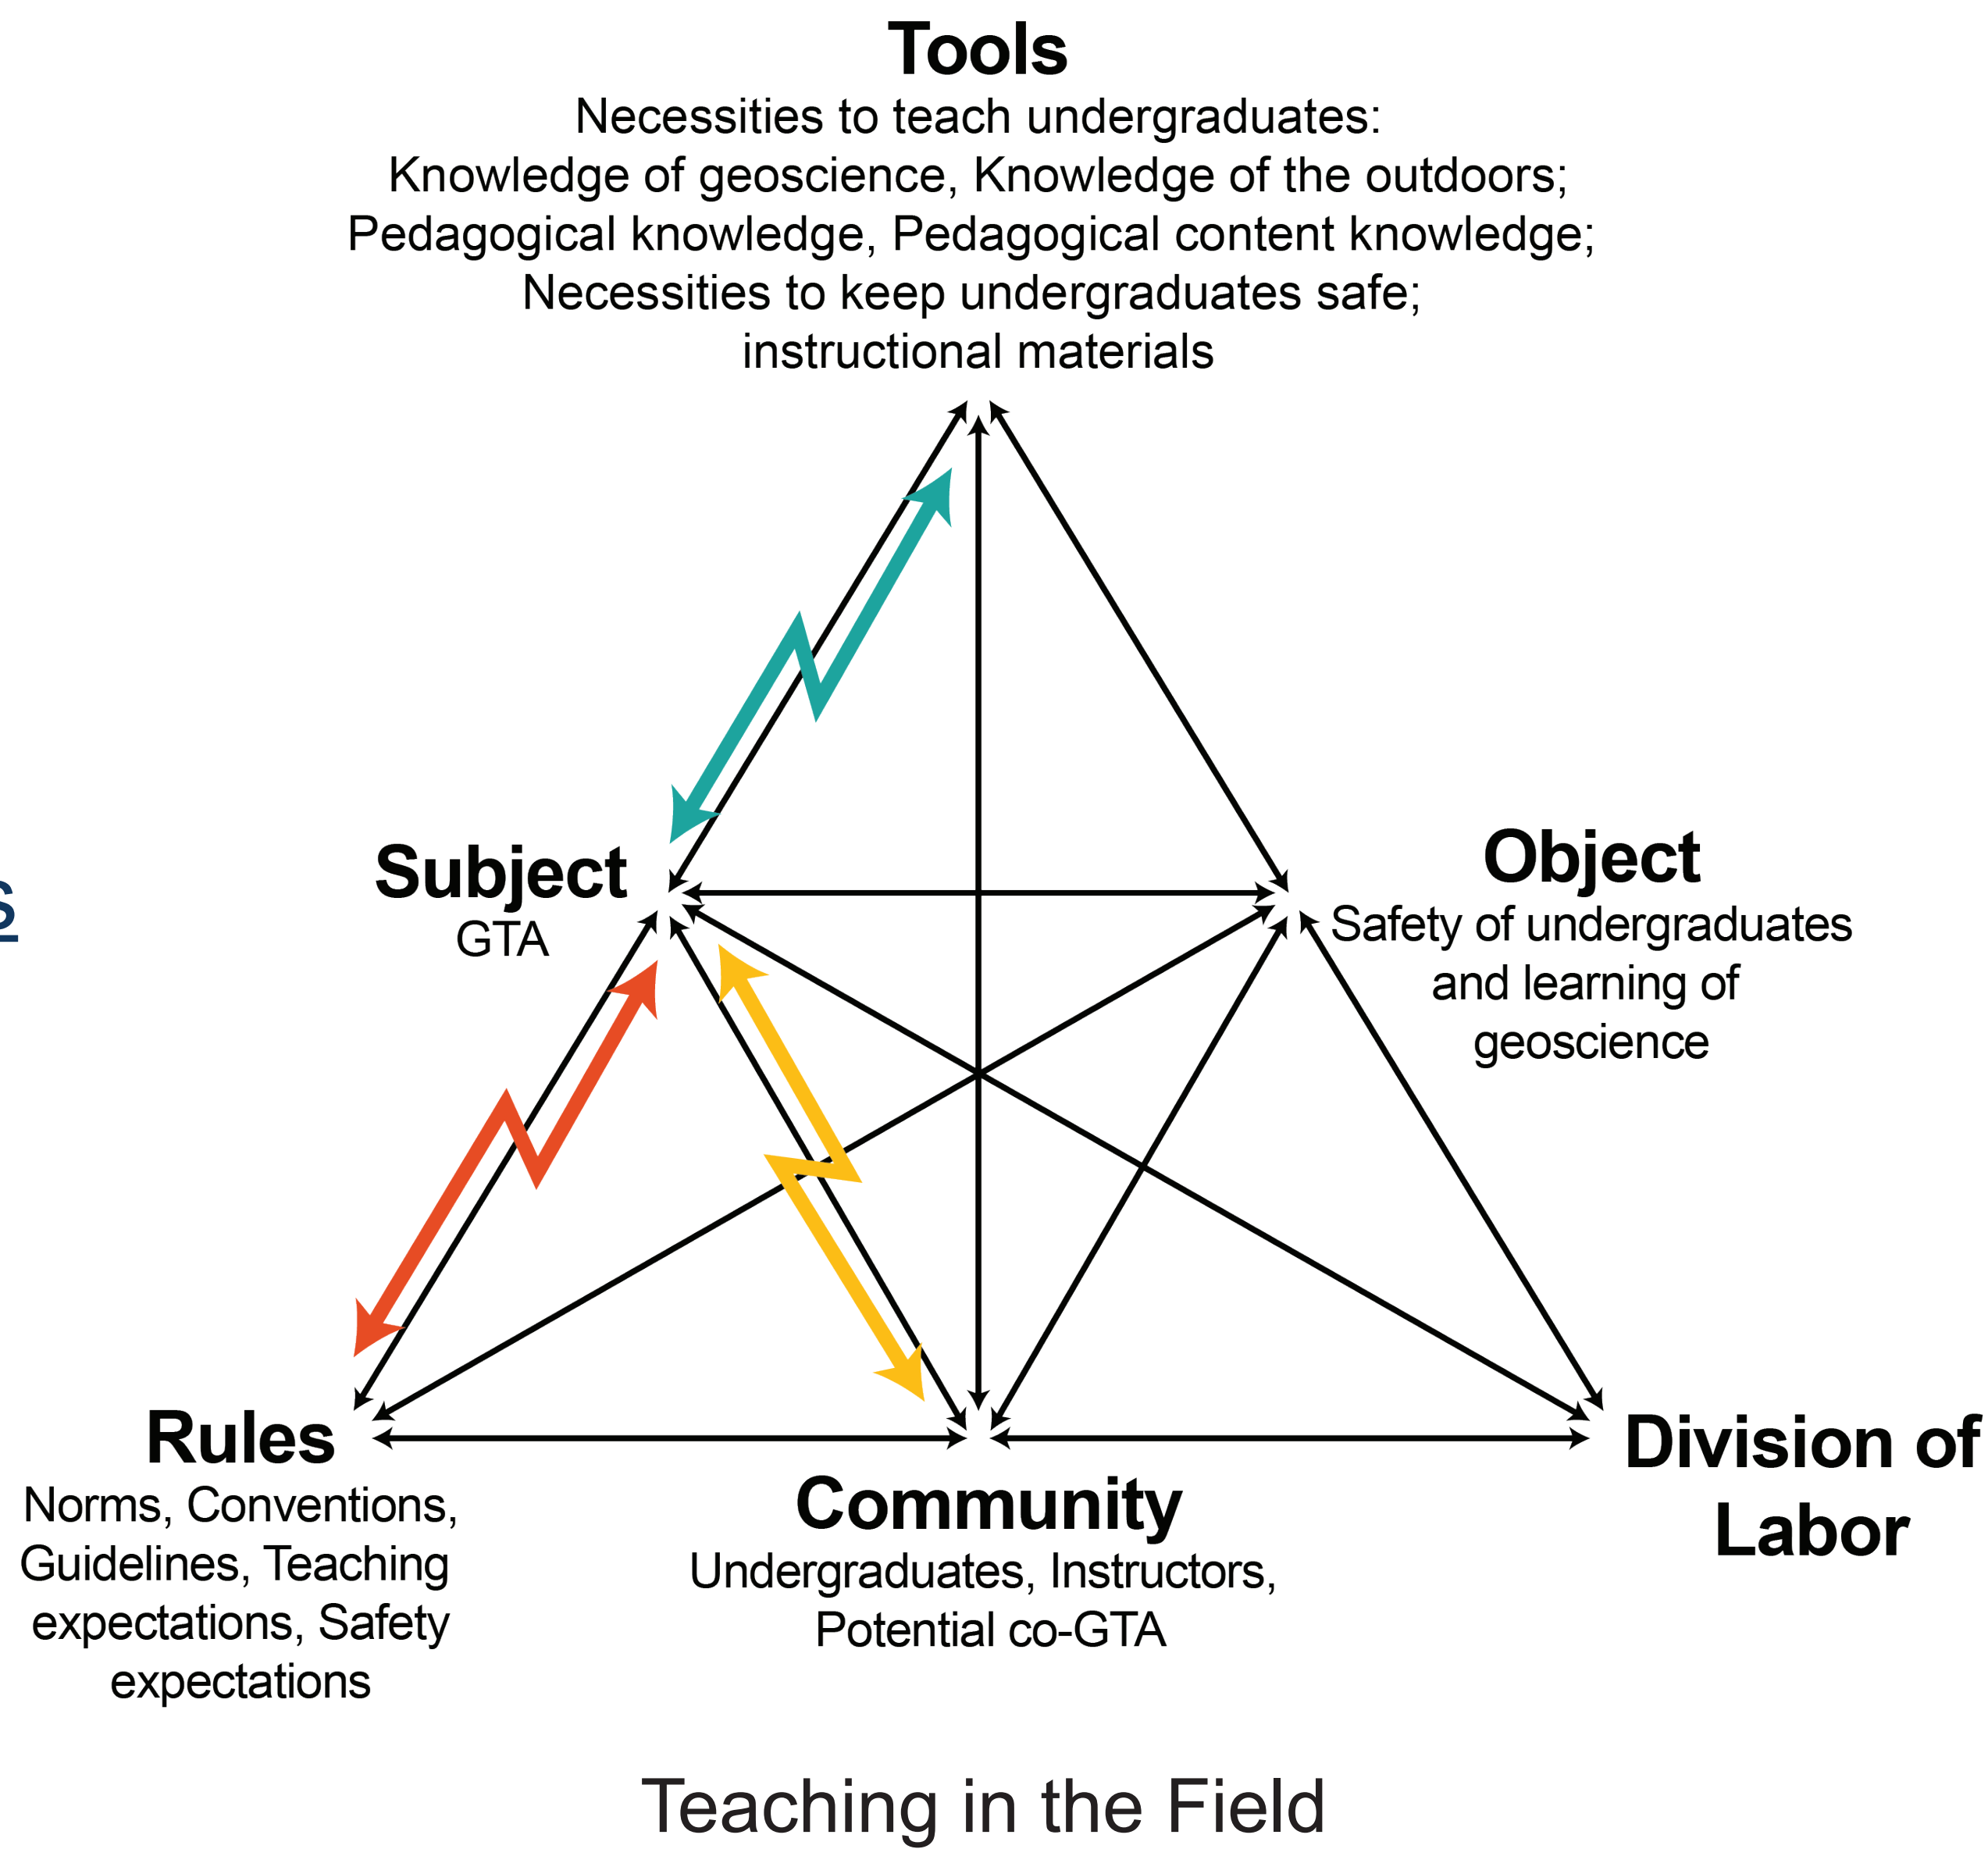 Tools
Necessities to teach undergraduates:
Knowledge of geoscience, Knowledge of the outdoors;
Pedagogical knowledge, Pedagogical content knowledge;
Necessities to keep undergraduates safe;
instructional materials
Subject
GTA
Object
Safety of undergraduates
and learning of
geoscience
Rules
Norms, Conventions,
Guidelines, Teaching
expectations, Safety
expectations
Community
Undergraduates, Instructors,
Potential co-GTA
Division of
Labor
Teaching in the Field